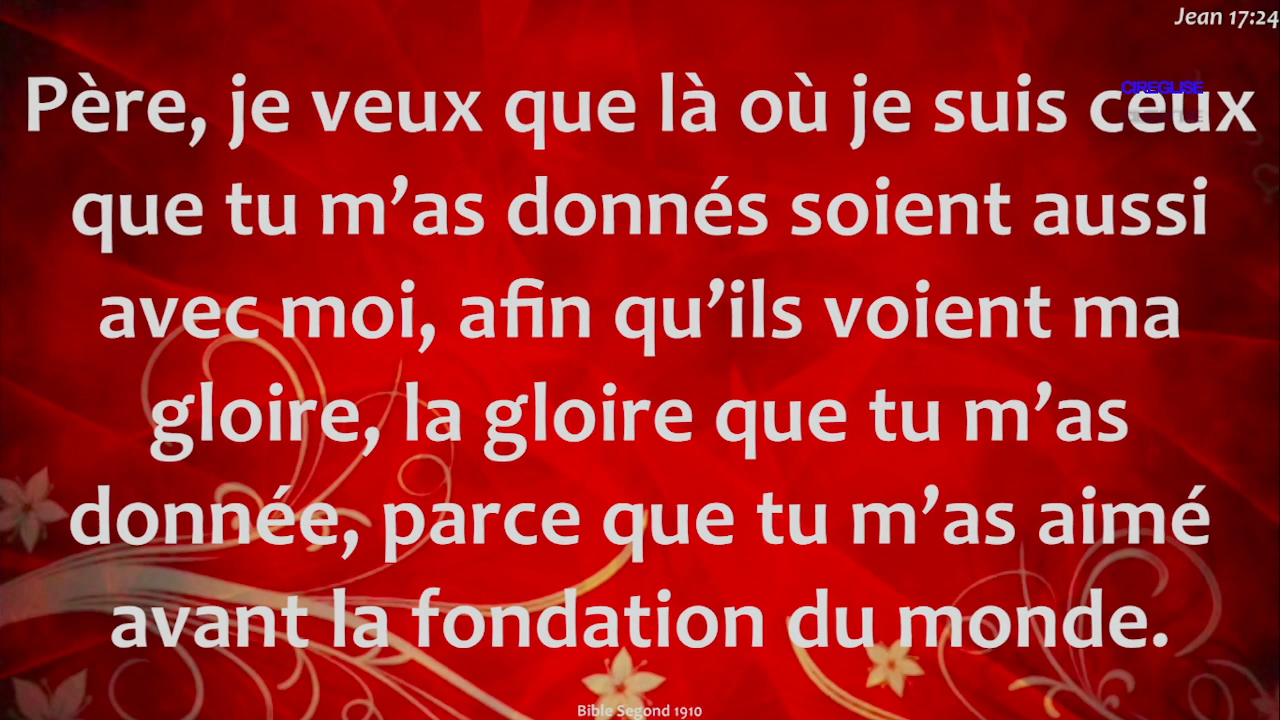 Jean 17:24
CIREGLISE
Père, je veux que là où je suis ceux
que tu m’as donnés soient aussi
avec moi, afin qu’ils voient ma
gloire, la gloire que tu m’as
donnée, parce que tu m’as aimé
avant la fondation du monde.
Bible Segond 1910